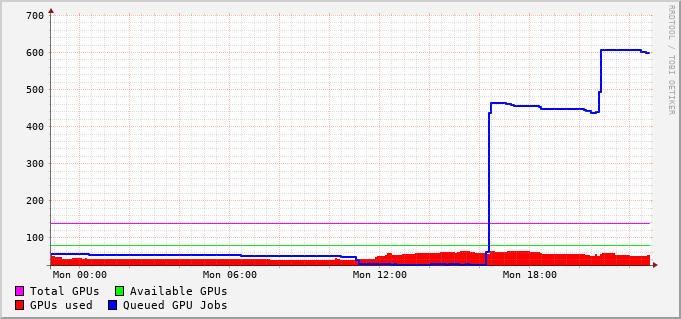 700
600
500
400
300
200
100
Mon 00:00 Mon 06:00 Mon 12:00 Mon 18:00
Total GPUs Available GPUs
GPUs used Queued GPU Jobs
RRDTOOL / TOBI OETIKER